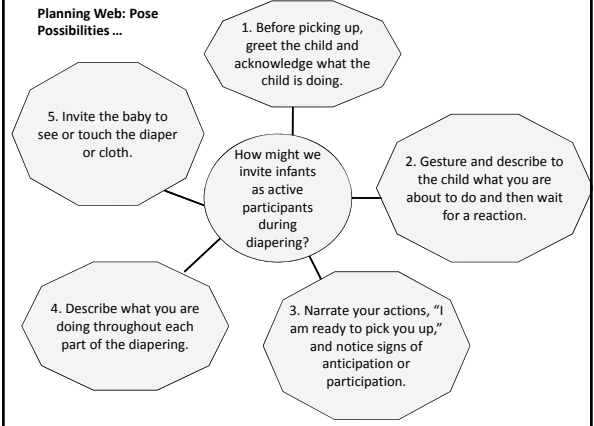 Planning Web: Pose
Possibilities …
1. Before picking up,
greet the child and
acknowledge what the
child is doing.
How might we
invite infants
as active
participants
during
diapering?
2. Gesture and describe to
the child what you are
about to do and then wait
for a reaction.
3. Narrate your actions, “I
am ready to pick you up,”
and notice signs of
anticipation or
participation.
4. Describe what you are
doing throughout each
part of the diapering.
5. Invite the baby to
see or touch the diaper
or cloth.